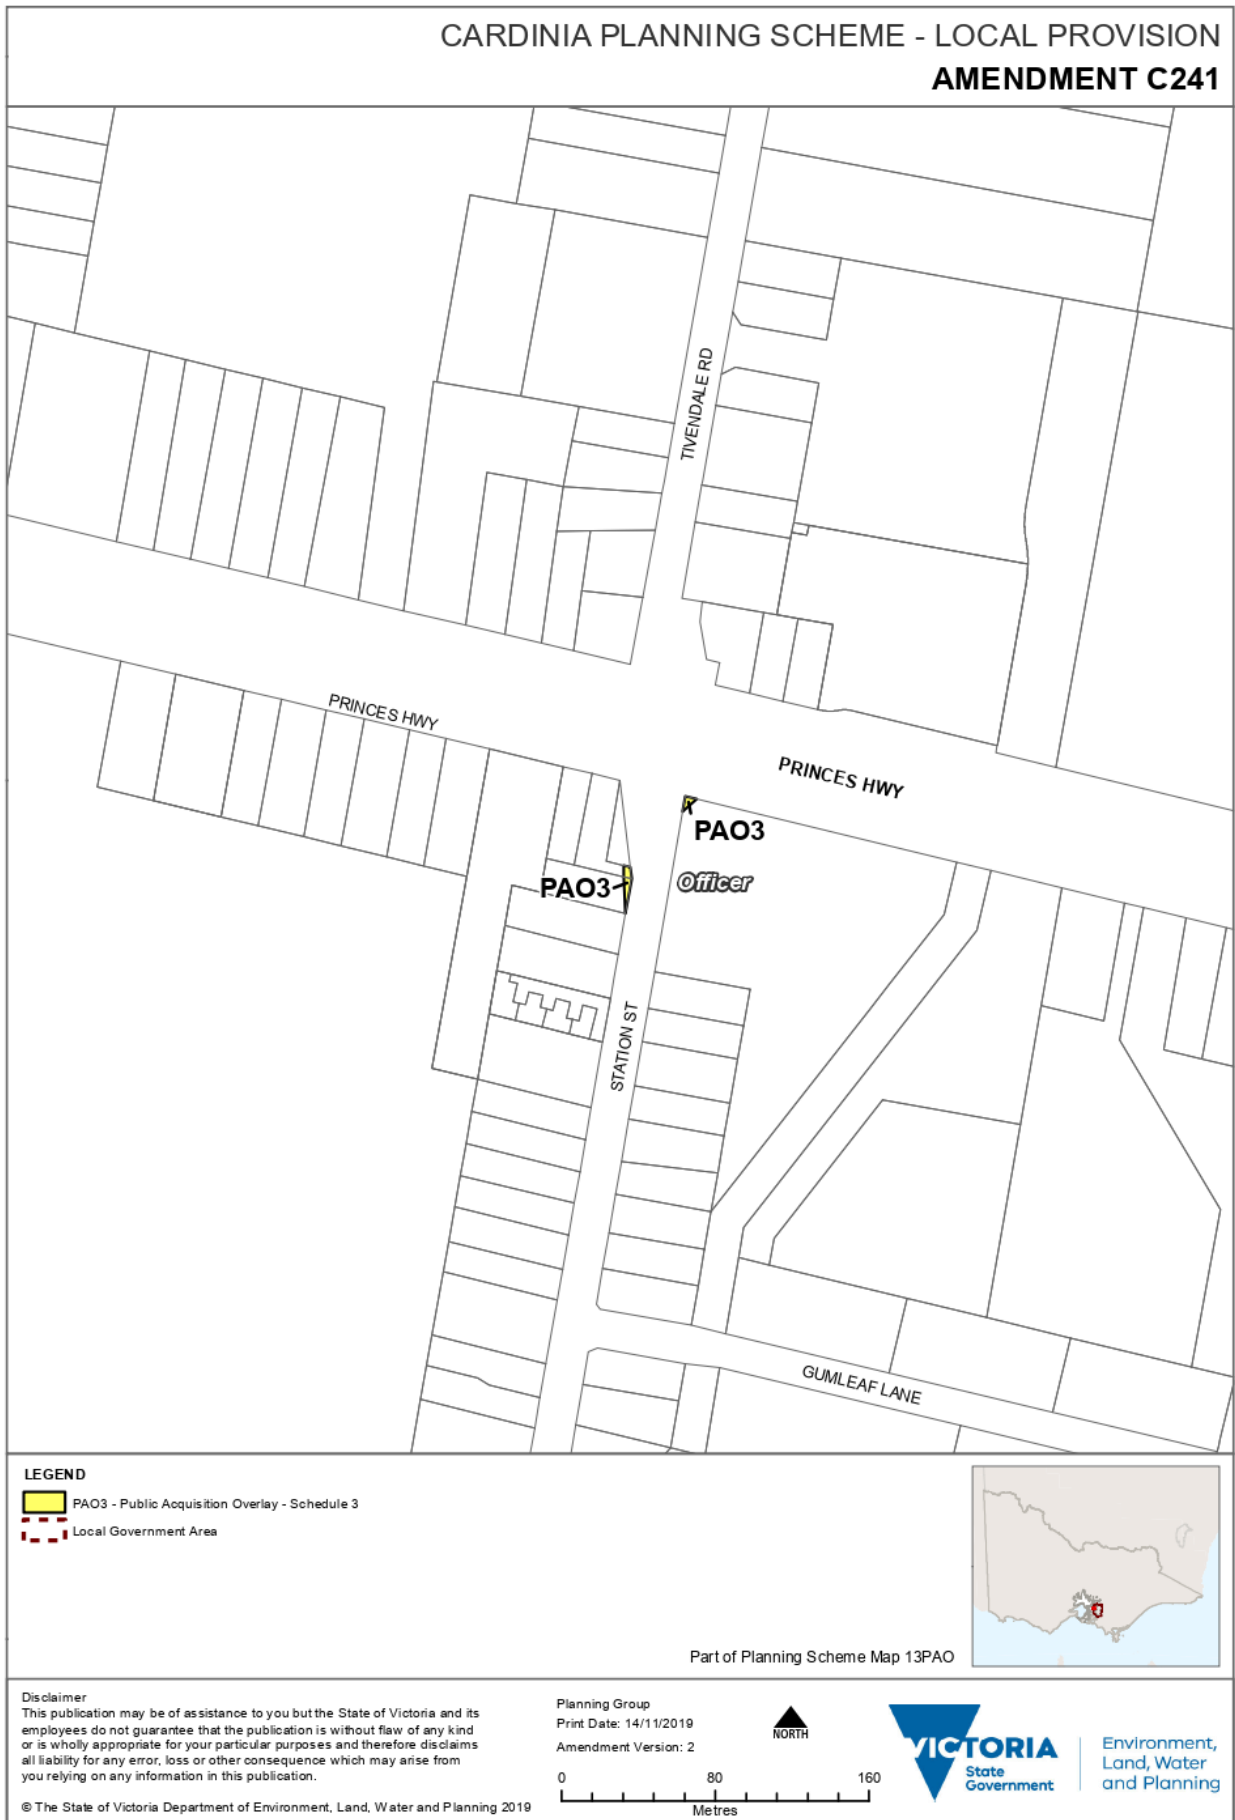 CARDINIA PLANNING SCHEME - LOCAL PROVISION
AMENDMENT C241
TIVENDALE RD
PRINCES HWY
PRINCES HWY
PAO3
PAO3
Officer
STATION ST
GUMLEAF LANE
LEGEND
PAO3 - Public Acquisition Overlay - Schedule 3
Local Government Area
Part of Planning Scheme Map 13PAO
Disclaimer
This publication may be of assistance to you but the State of Victoria and its
employees do not guarantee that the publication is without flaw of any kind
or is wholly appropriate for your particular purposes and therefore disclaims
all liability for any error, loss or other consequence which may arise from
you relying on any information in this publication.
© The State of Victoria Department of Environment, Land, Water and Planning 2019
Planning Group
Print Date: 14/11/2019
Amendment Version: 2
NORTH
0 80 160
Metres
VICTORIA
State
Government
Environment,
Land, Water
and Planning